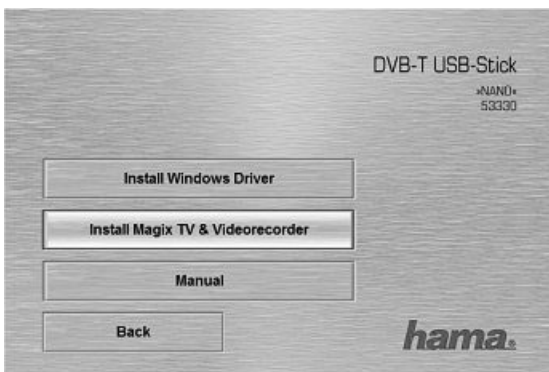 DVB-T USB-Stick
»NANO«
53330
Install Windows Driver
Install Magix TV & Videorecorder
Manual
Back
hama®